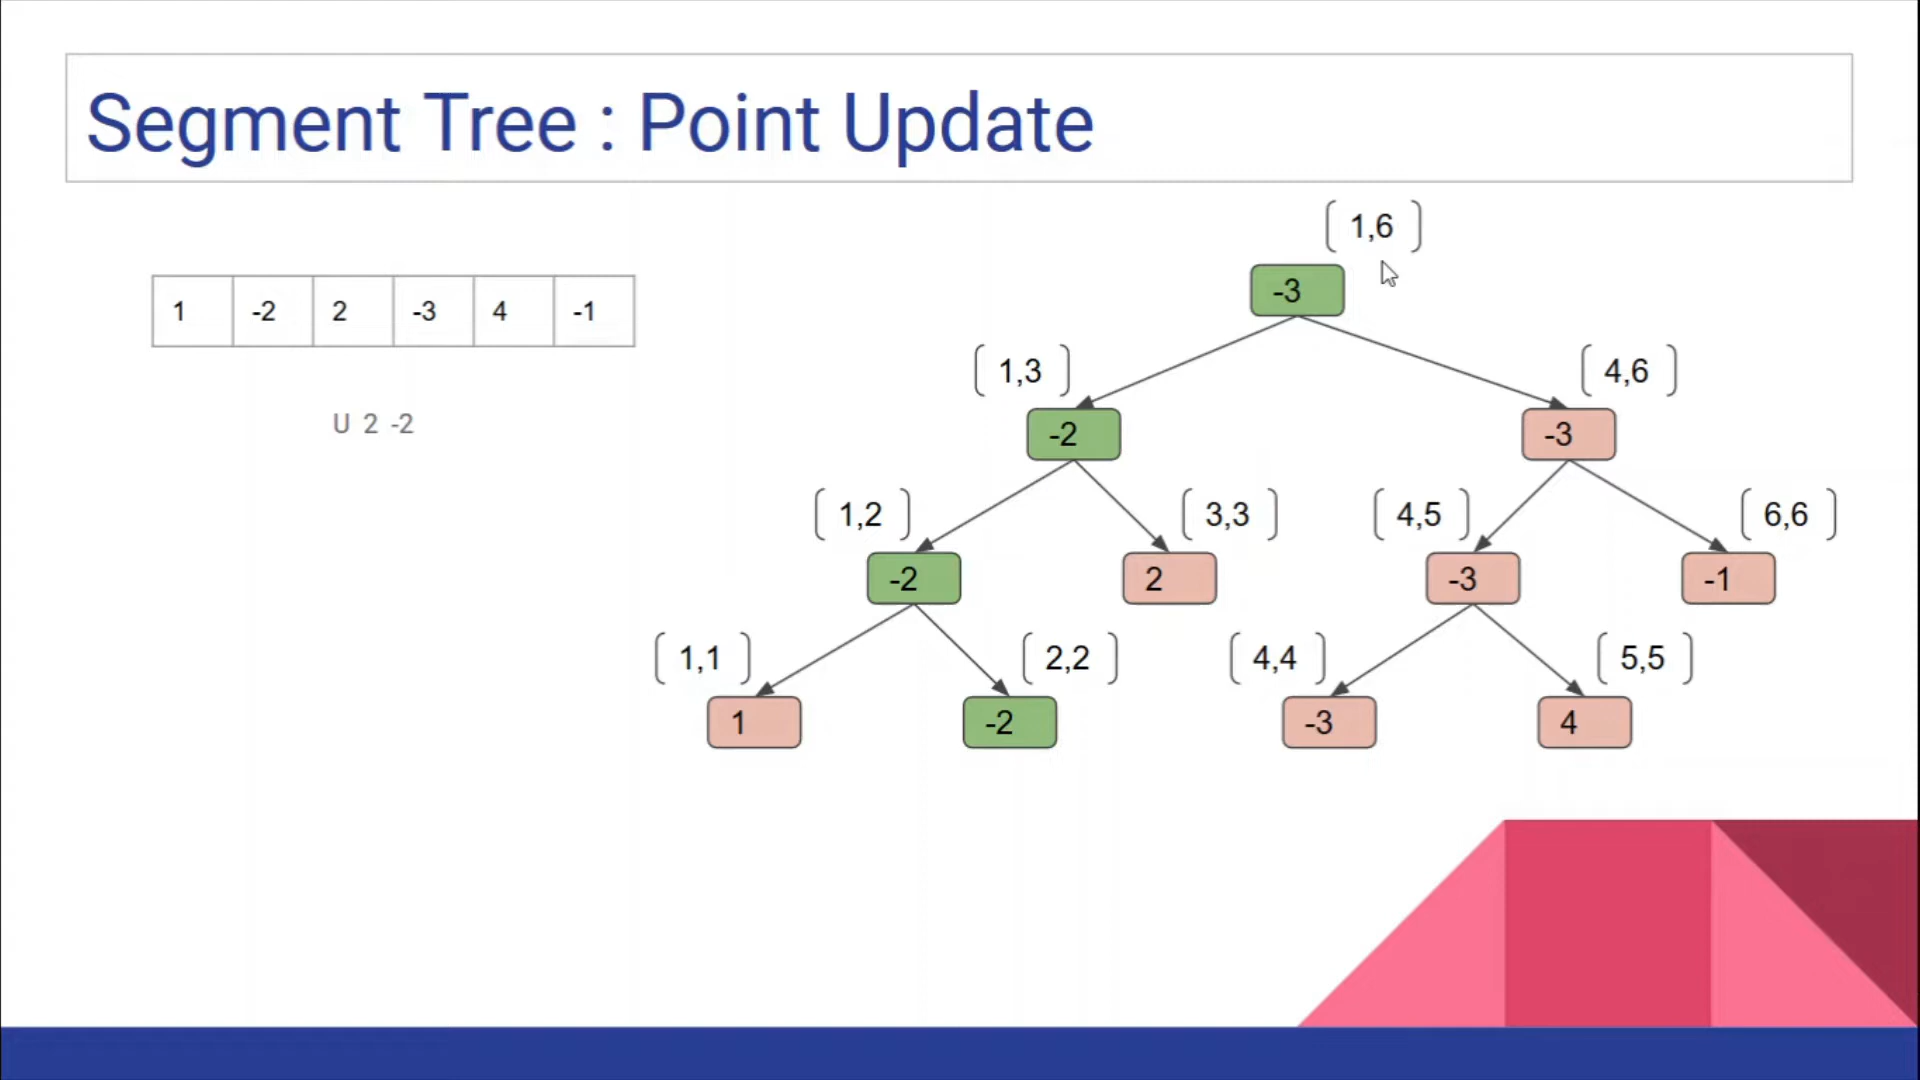 Segment Tree : Point Update
1 -2 2 -3 4 -1
U 2 -2
1,6
-3
1,3 4,6
-2 -3
1,2 3,3 4,5 6,6
-2 2 -3 -1
1,1 2,2 4,4 5,5
1 -2 -3 4